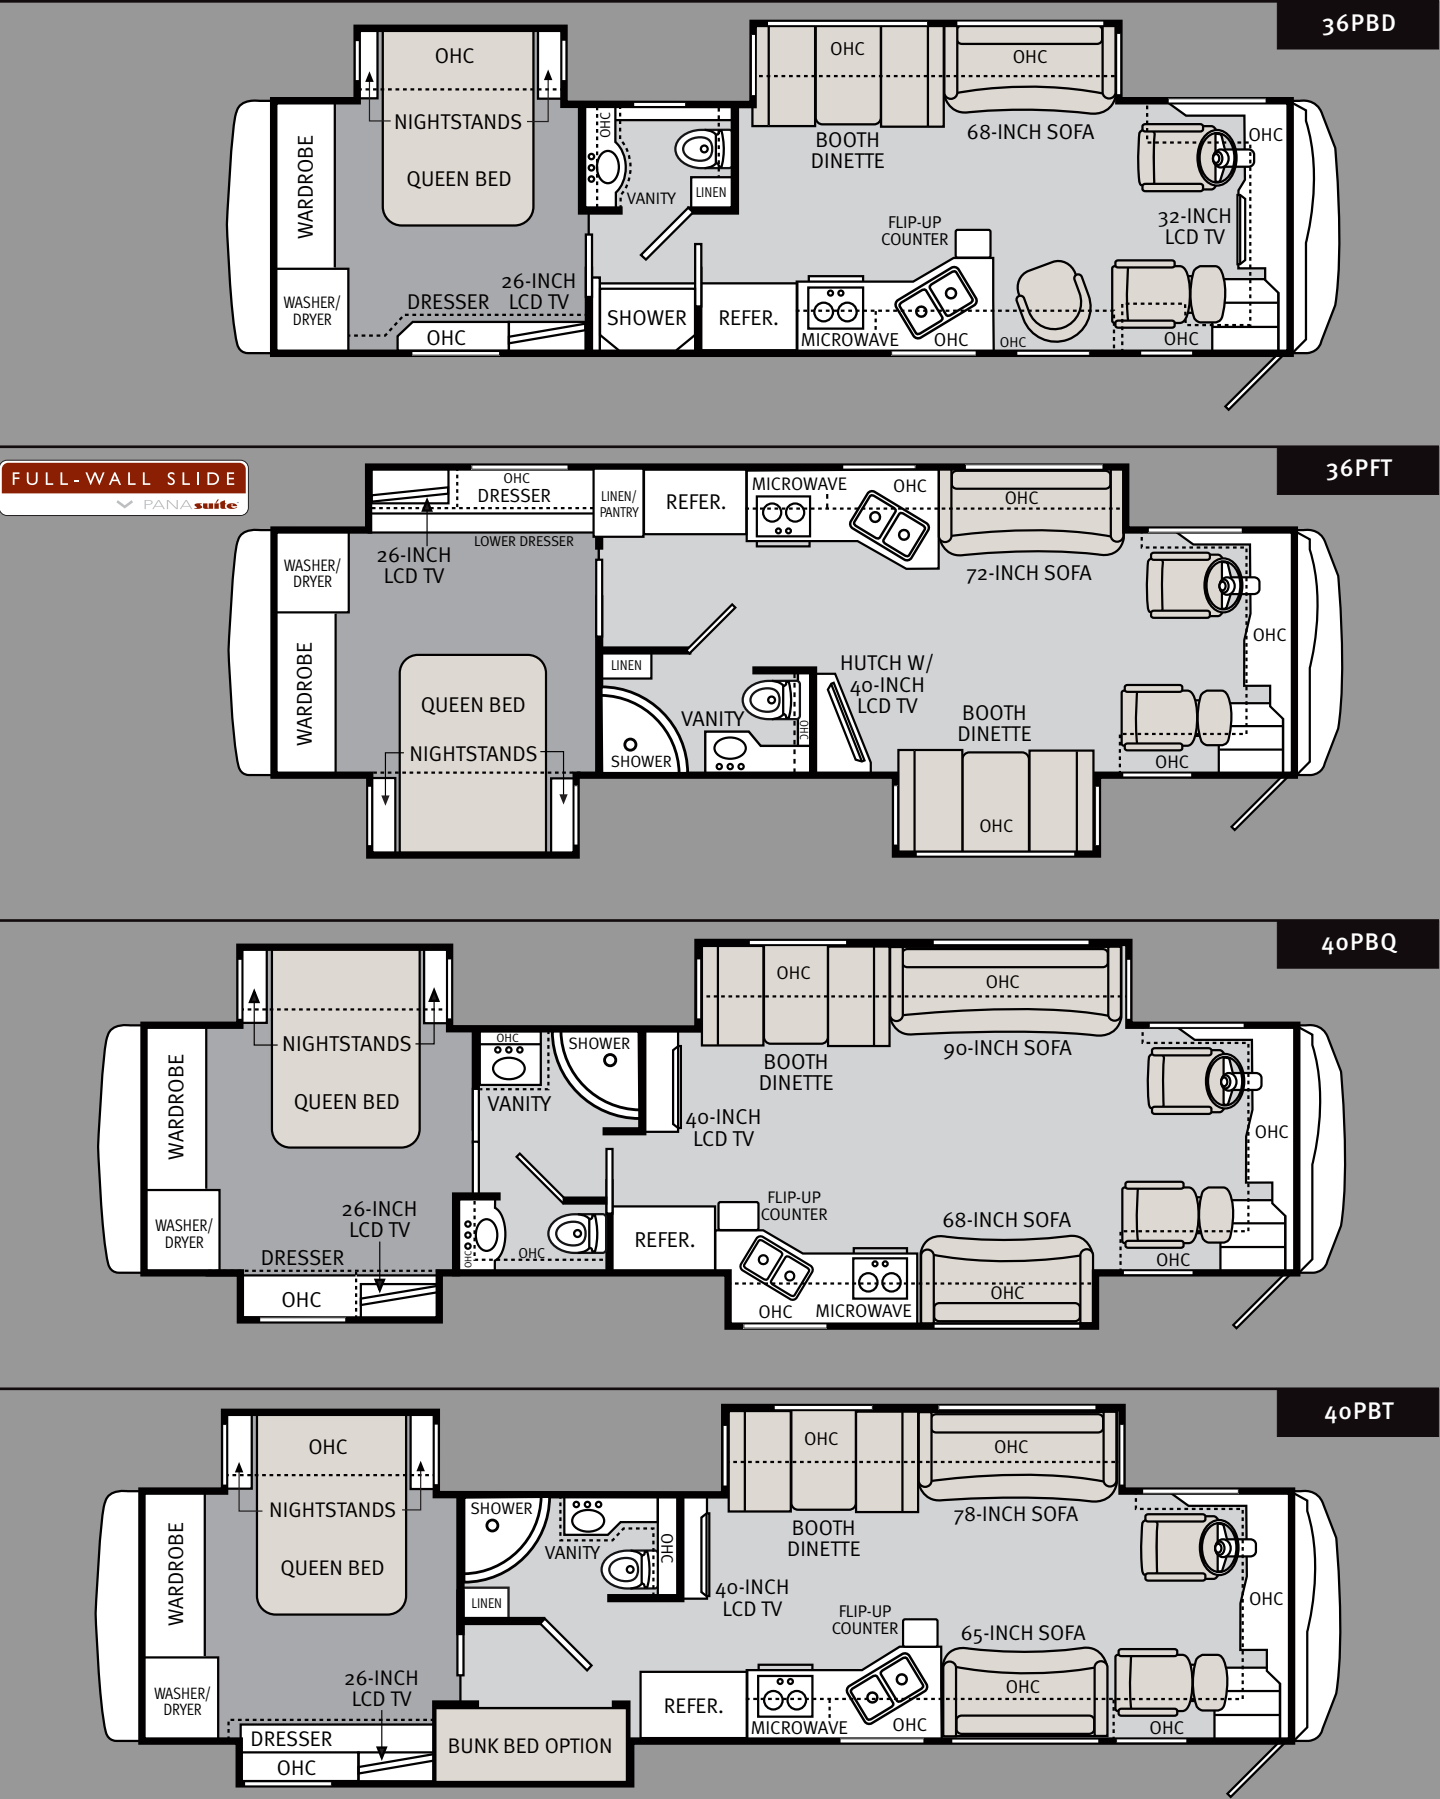 36PBD
OHC
NIGHTSTANDS
QUEEN BED
WARDROBE
WASHER/
DRYER
DRESSER
26-INCH
LCD TV
OHC
OHC
VANITY
LINEN
SHOWER
REFER.
MICROWAVE
OHC
FLIP-UP
COUNTER
OHC
OHC
BOOTH
DINETTE
OHC
68-INCH SOFA
OHC
32-INCH
LCD TV
OHC
36PFT
FULL-WALL SLIDE
PANAsuite
OHC
DRESSER
LOWER DRESSER
26-INCH
LCD TV
WASHER/
DRYER
WARDROBE
QUEEN BED
NIGHTSTANDS
LINEN/
PANTRY
REFER.
MICROWAVE
OHC
OHC
72-INCH SOFA
LINEN
SHOWER
VANITY
OHC
HUTCH W/
40-INCH
LCD TV
BOOTH
DINETTE
OHC
OHC
OHC
40PBQ
NIGHTSTANDS
QUEEN BED
WARDROBE
WASHER/
DRYER
DRESSER
OHC
26-INCH
LCD TV
OHC
VANITY
SHOWER
OHC
OHC
40-INCH
LCD TV
REFER.
FLIP-UP
COUNTER
OHC
MICROWAVE
OHC
BOOTH
DINETTE
OHC
90-INCH SOFA
68-INCH SOFA
OHC
OHC
OHC
40PBT
OHC
NIGHTSTANDS
QUEEN BED
WARDROBE
WASHER/
DRYER
26-INCH
LCD TV
DRESSER
OHC
SHOWER
VANITY
OHC
LINEN
BUNK BED OPTION
40-INCH
LCD TV
REFER.
MICROWAVE
OHC
FLIP-UP
COUNTER
OHC
BOOTH
DINETTE
OHC
78-INCH SOFA
65-INCH SOFA
OHC
OHC
OHC